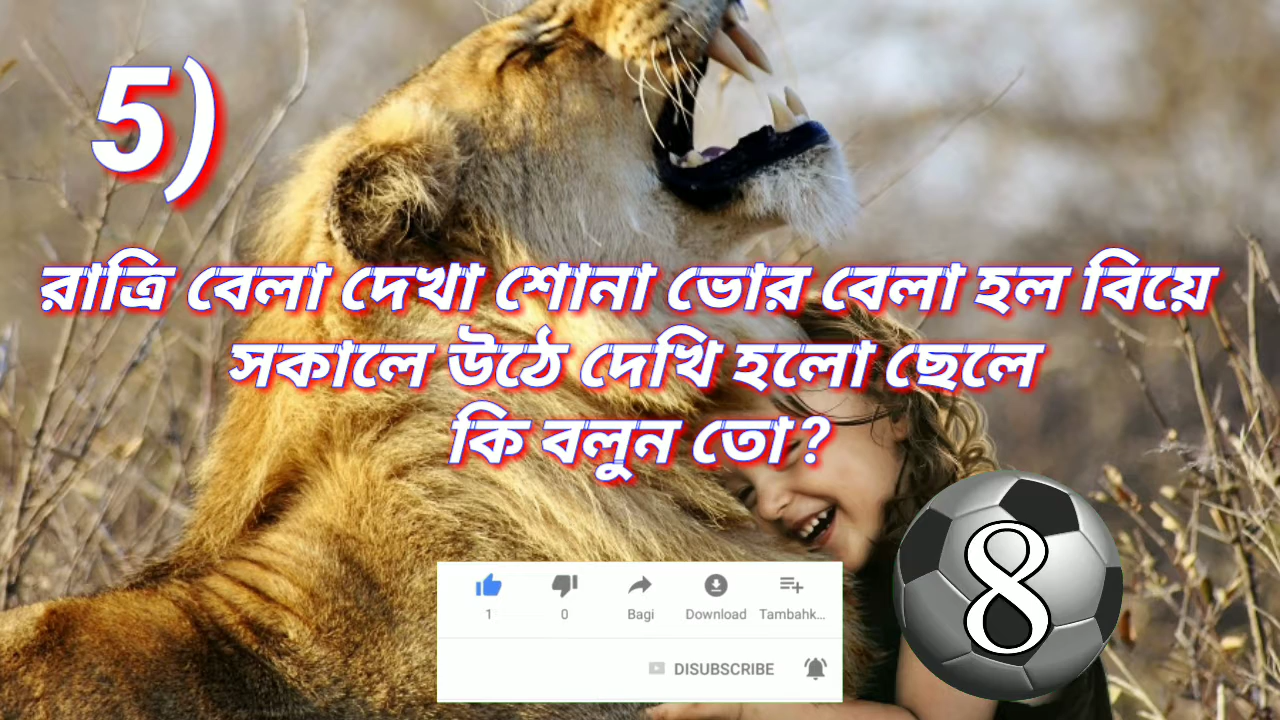 5)
রাত্রি বেলা দেখা শোনা ভোর বেলা হল বিয়ে
সকালে উঠে দেখি হলো ছেলে
কি বলুন তো?
8
1 0 Bagi Download Tambahk...
DISUBSCRIBE